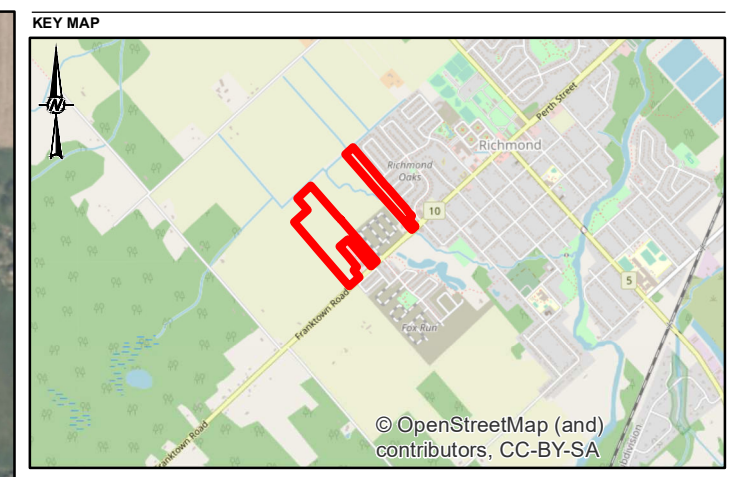 KEY MAP
N
Perth Street
Richmond
Richmond
Oaks
10
5
Franktown Road
Fox Run
Franktown Road
© OpenStreetMap (and)
contributors, CC-BY-SA